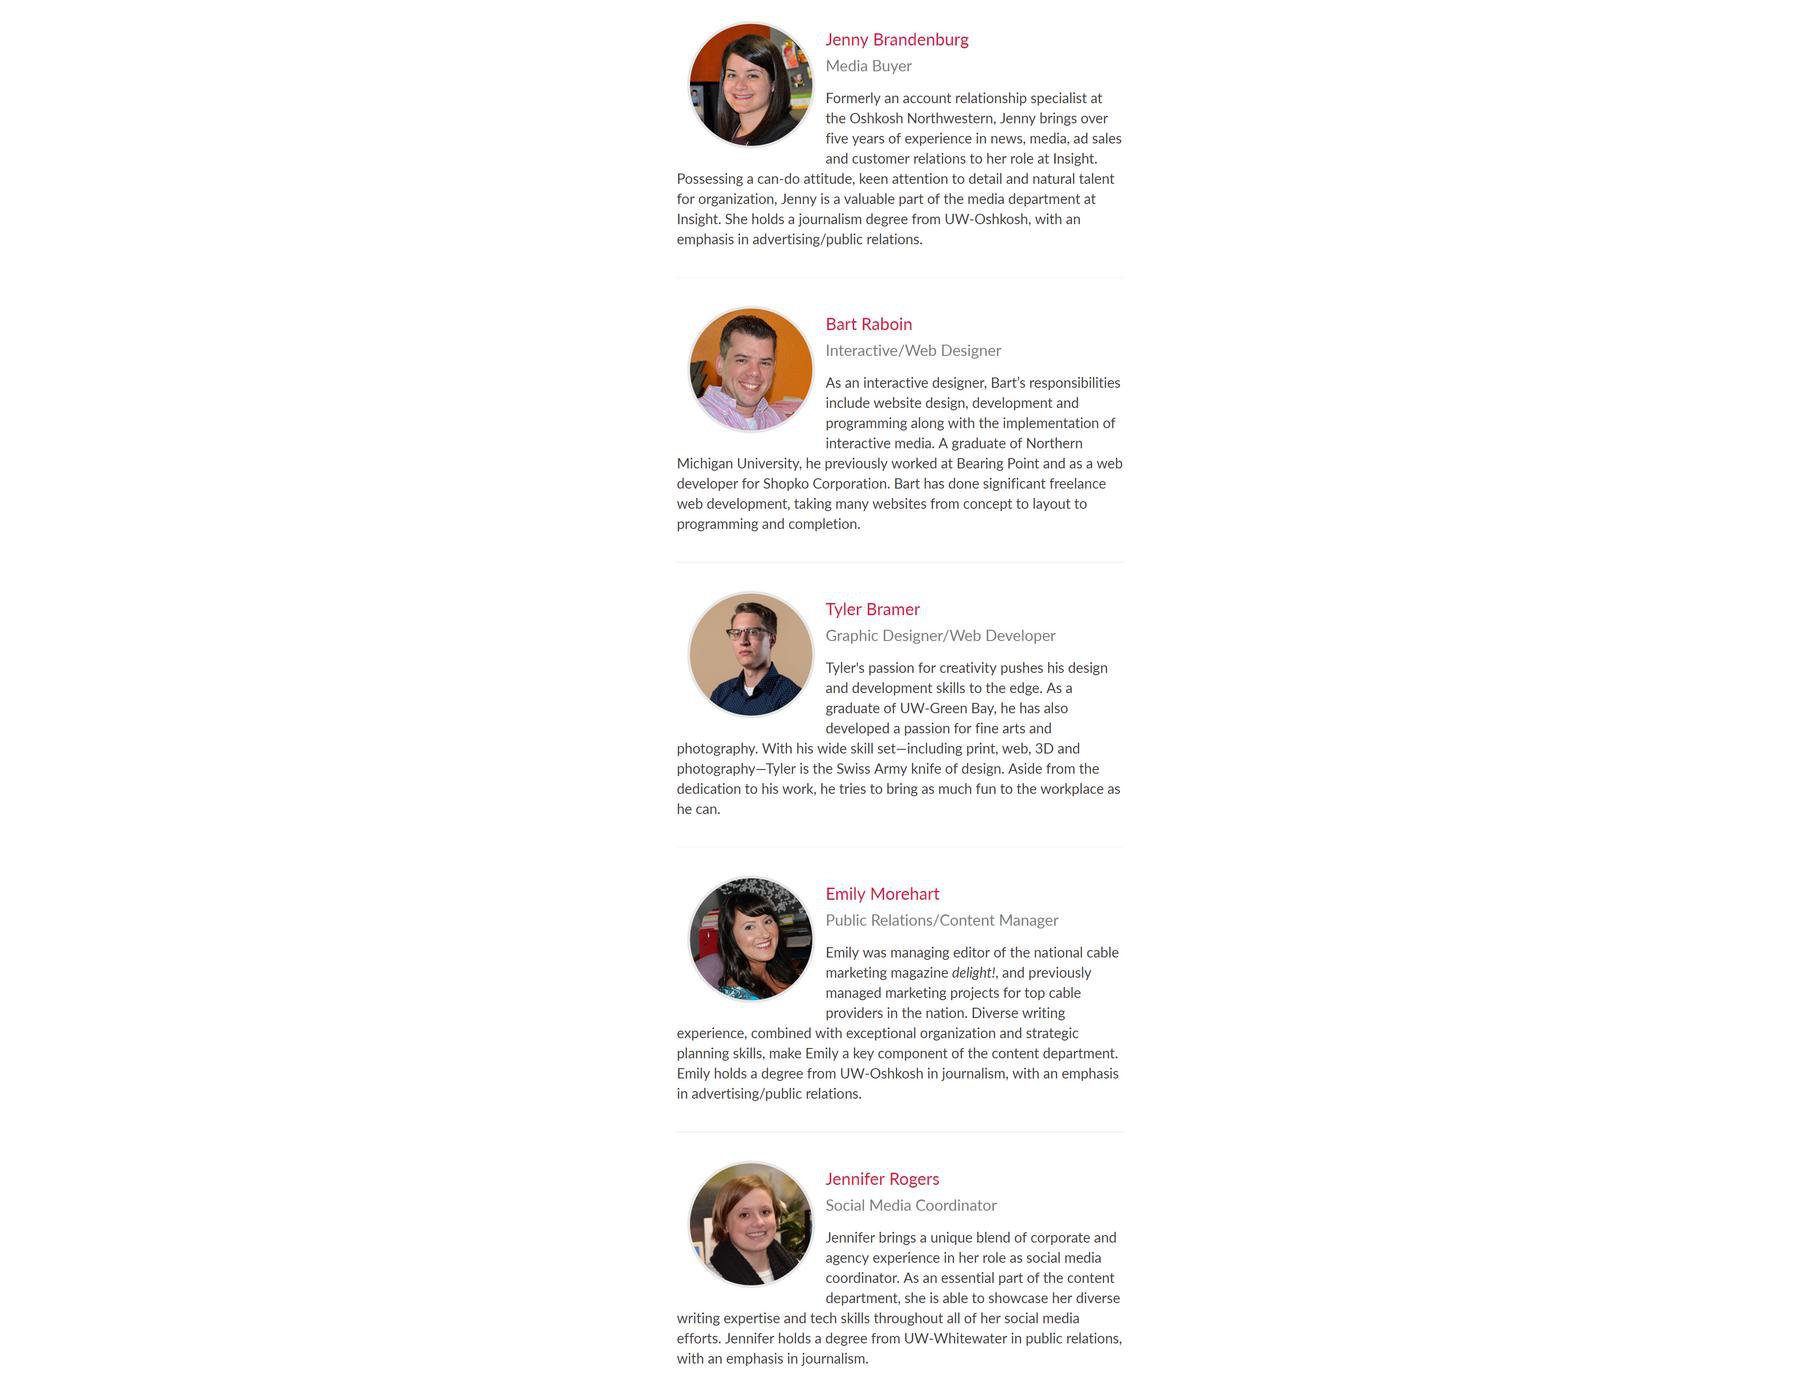 Jenny Brandenburg
Media Buyer
Formerly an account relationship specialist at
the Oshkosh Northwestern, Jenny brings over
five years of experience in news, media, ad sales
and customer relations to her role at Insight.
Possessing a can-do attitude, keen attention to detail and natural talent
for organization, Jenny is a valuable part of the media department at
Insight. She holds a journalism degree from UW-Oshkosh, with an
emphasis in advertising/public relations.
Bart Raboin
Interactive/Web Designer
As an interactive designer, Bart’s responsibilities
include website design, development and
programming along with the implementation of
interactive media. A graduate of Northern
Michigan University, he previously worked at Bearing Point and as a web
developer for Shopko Corporation. Bart has done significant freelance
web development, taking many websites from concept to layout to
programming and completion.
Tyler Bramer
Graphic Designer/Web Developer
Tyler's passion for creativity pushes his design
and development skills to the edge. As a
graduate of UW-Green Bay, he has also
developed a passion for fine arts and
photography. With his wide skill set—including print, web, 3D and
photography—Tyler is the Swiss Army knife of design. Aside from the
dedication to his work, he tries to bring as much fun to the workplace as
he can.
Emily Morehart
Public Relations/Content Manager
Emily was managing editor of the national cable
marketing magazine delight!, and previously
managed marketing projects for top cable
providers in the nation. Diverse writing
experience, combined with exceptional organization and strategic
planning skills, make Emily a key component of the content department.
Emily holds a degree from UW-Oshkosh in journalism, with an emphasis
in advertising/public relations.
Jennifer Rogers
Social Media Coordinator
Jennifer brings a unique blend of corporate and
agency experience in her role as social media
coordinator. As an essential part of the content
department, she is able to showcase her diverse
writing expertise and tech skills throughout all of her social media
efforts. Jennifer holds a degree from UW-Whitewater in public relations,
with an emphasis in journalism.